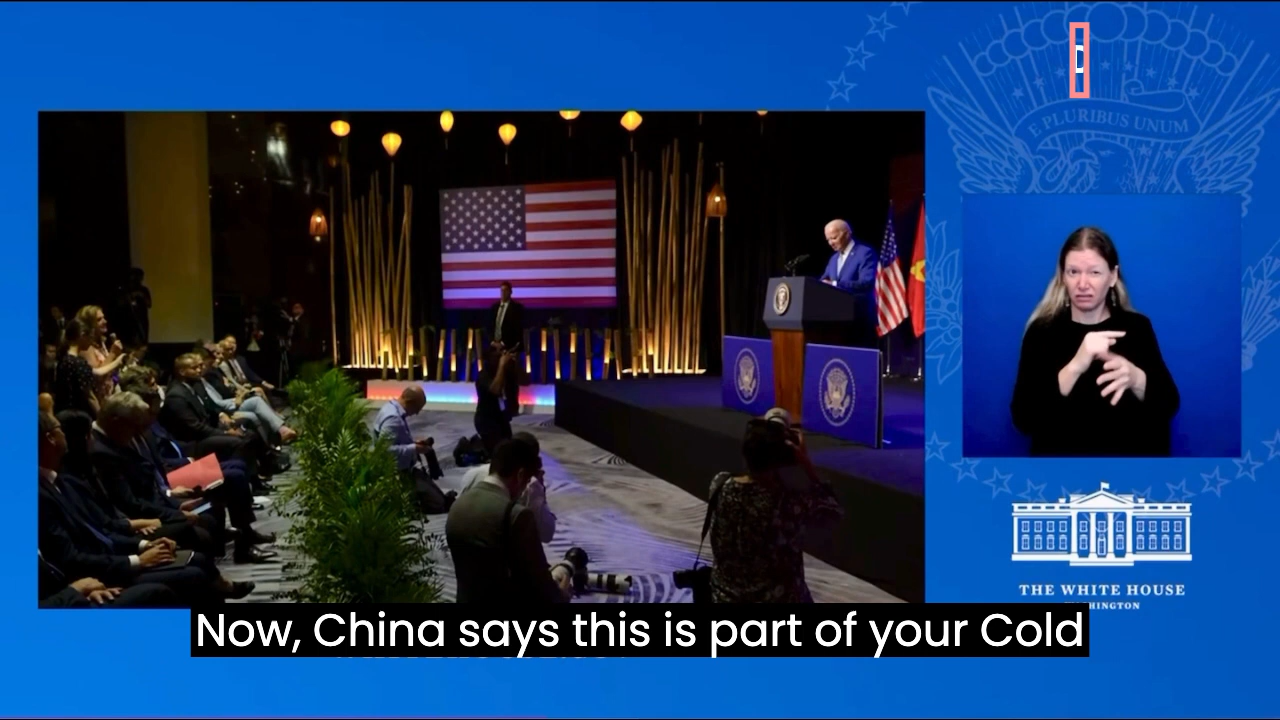 E PLURIBUS UNUM
THE WHITE HOUSE
Now, China says this is part of your Cold